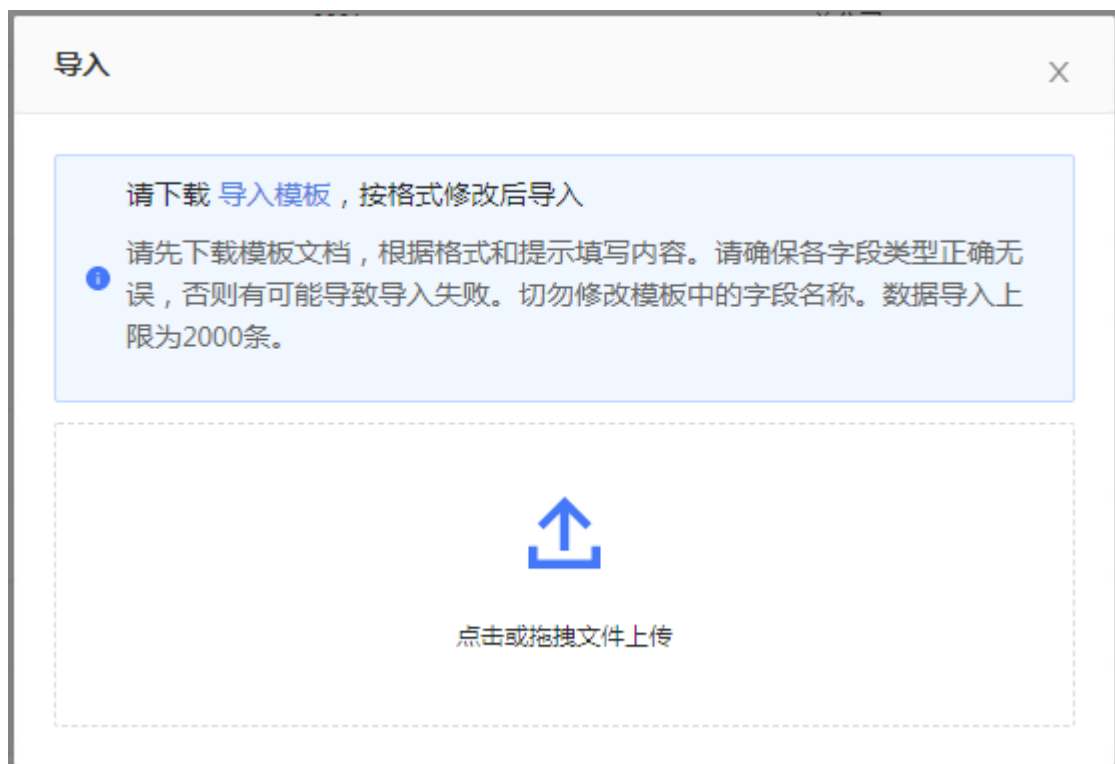 导入
请下载 导入模板，按格式修改后导入
请先下载模板文档，根据格式和提示填写内容。请确保各字段类型正确无
误，否则有可能导致导入失败。切勿修改模板中的字段名称。数据导入上
限为2000条。
点击或拖拽文件上传